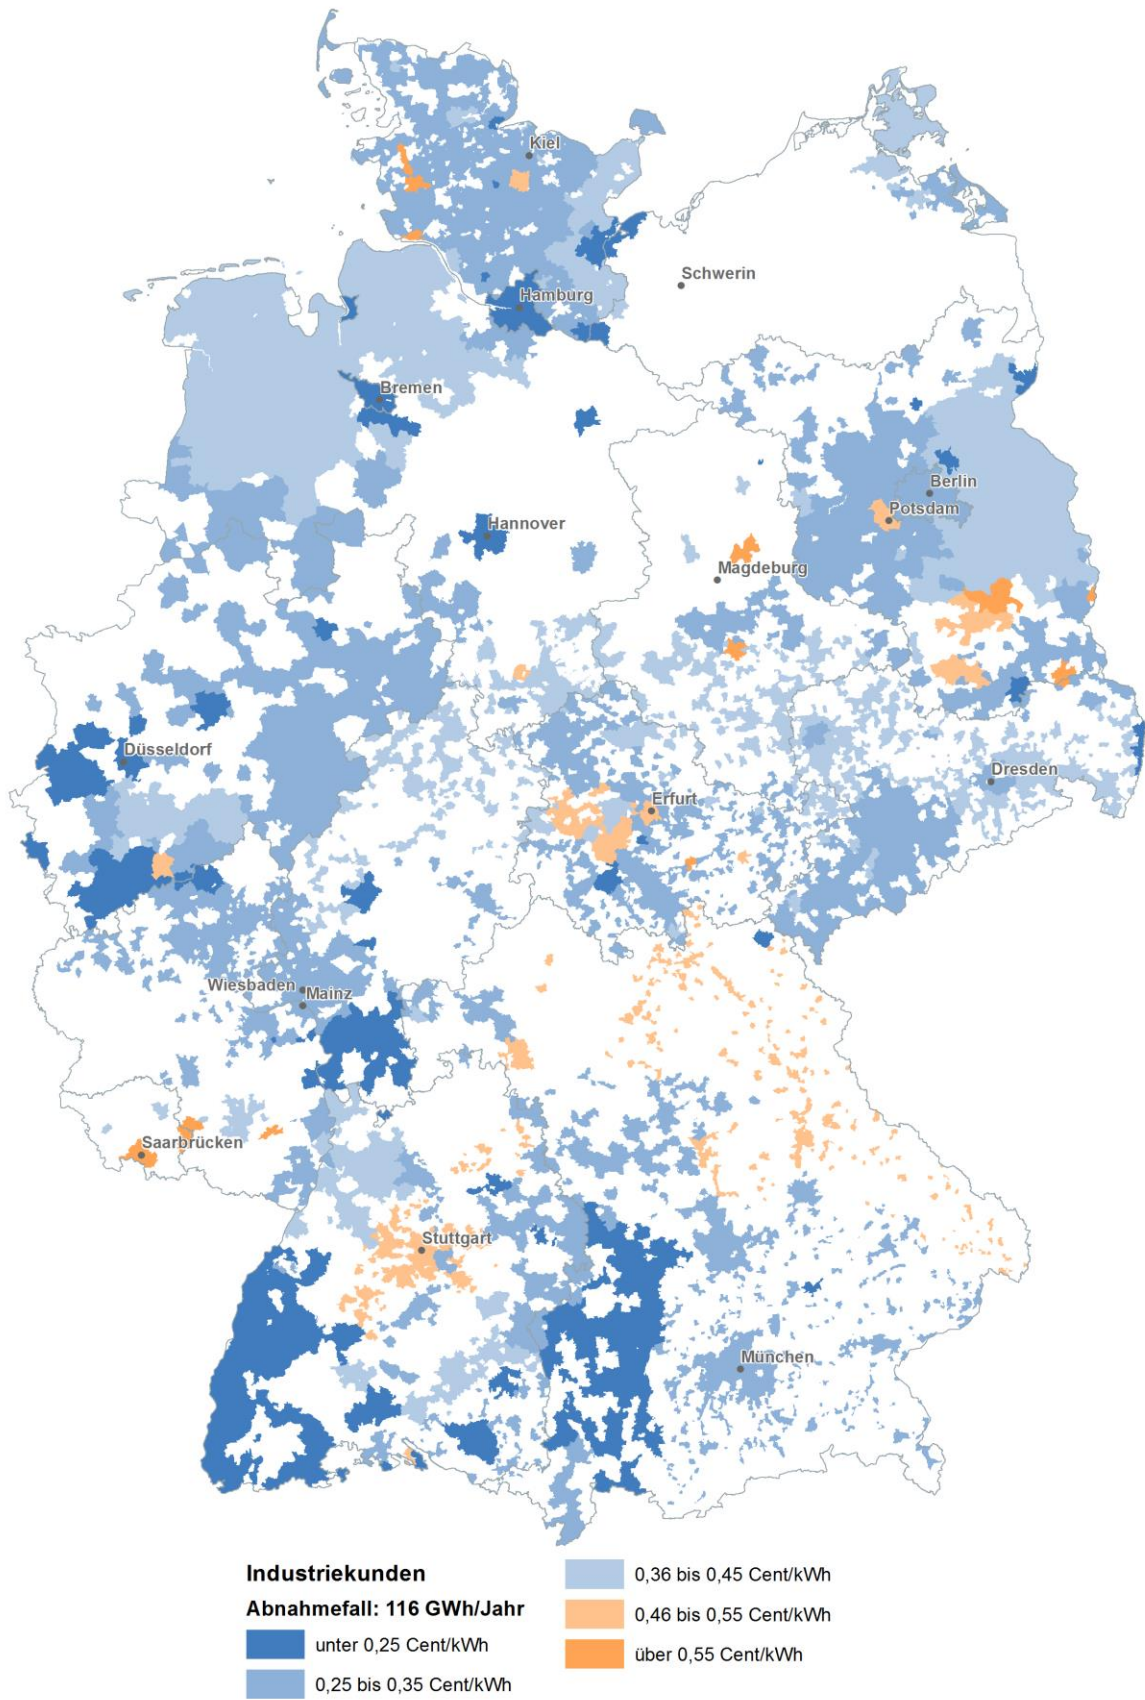 Kiel
Schwerin
Hamburg
Bremen
Berlin
Potsdam
Hannover
Magdeburg
Düsseldorf
Dresden
Erfurt
Wiesbaden
Mainz
Saarbrücken
Stuttgart
München
Industriekunden
Abnahmefall: 116 GWh/Jahr
unter 0,25 Cent/kWh
0,25 bis 0,35 Cent/kWh
0,36 bis 0,45 Cent/kWh
0,46 bis 0,55 Cent/kWh
über 0,55 Cent/kWh